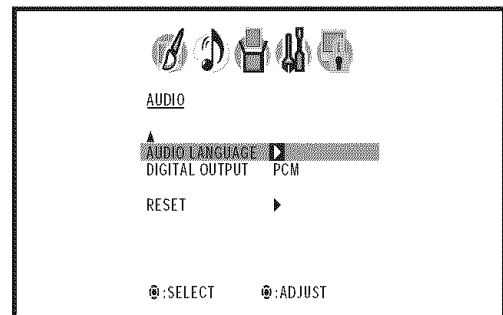 AUDIO
AUDIO LANGUAGE
DIGITAL OUTPUT PCM
RESET
:SELECT :ADJUST